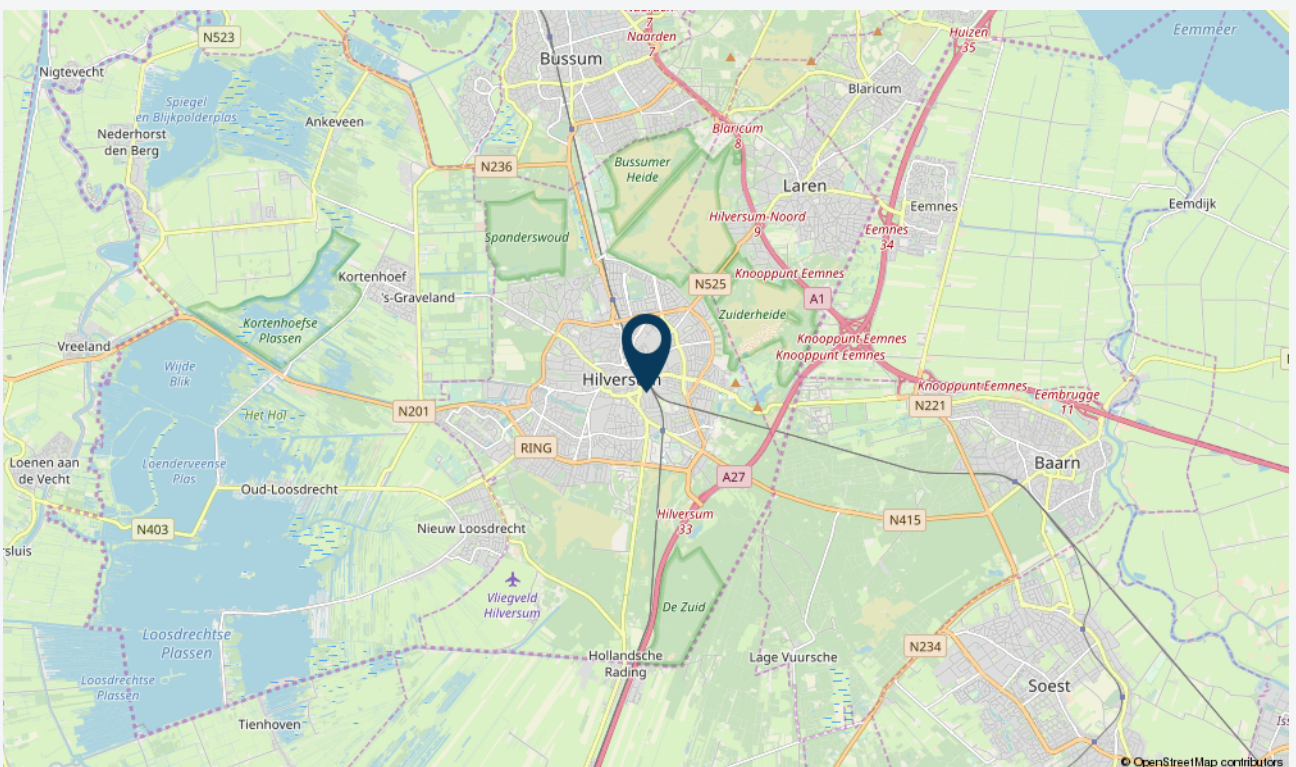 Naarden
7
Huizen
35
Eemmeer
N523
Naarden
7
Bussum
Nigtevecht
Blaricum
Spiegel
en Blijkpolderplas
Ankeveen
Nederhorst
den Berg
Blaricum
8
N236
Bussumer
Heide
Laren
Eemnes
Emdijk
Hilversum-Noord
9
Eemnes
34
Spanderswoud
Kortenhoef
Knooppunt Eemnes
N525
's-Graveland
A1
Zuiderheide
Kortenhoefse
Plassen
Vreeland
Knooppunt Eemnes
Knooppunt Eemnes
Wijde
Blik
Hilversum
Knooppunt Eemnes
Eembrugge
11
N201
N221
Het Hol
RING
Loenen aan
de Vecht
Loenderveense
Plas
Baarn
A27
Oud-Loosdrecht
Hilversum
33
N415
N403
Nieuw Loosdrecht
rsluis
Vliegveld
Hilversum
De Zuid
Loosdrechtse
Plassen
N234
Hollandsche
Rading
Lage Vuursche
Loosdrechtse
Plassen
Soest
Tienhoven
© OpenStreetMap contributors